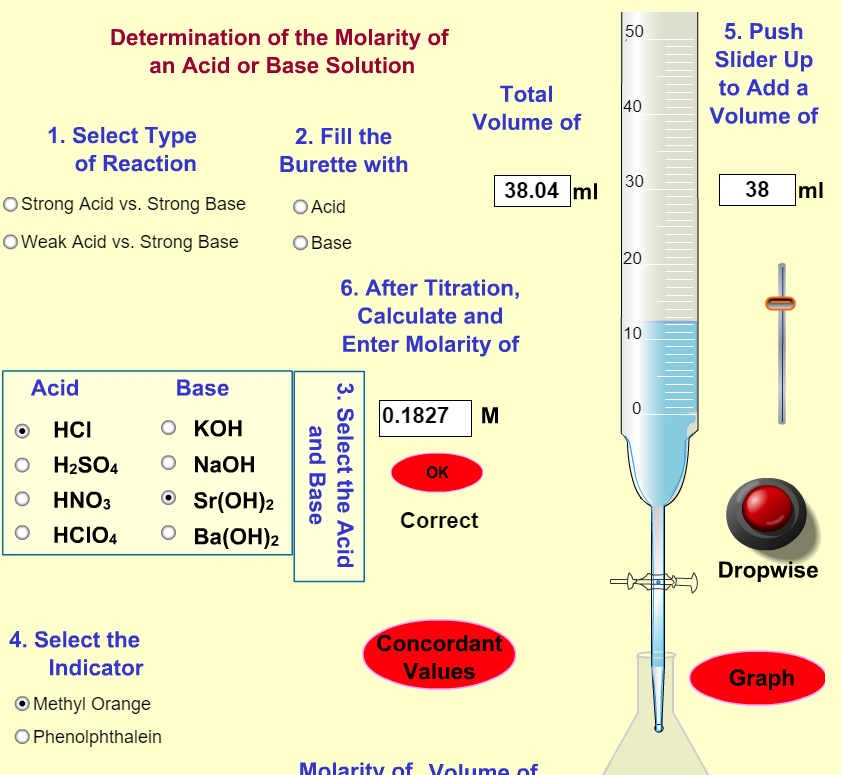 Determination of the Molarity of
an Acid or Base Solution
1. Select Type
of Reaction
Strong Acid vs. Strong Base
Weak Acid vs. Strong Base
2. Fill the
Burette with
Acid
Base
Total
Volume of
38.04 ml
50
40
30
20
10
0
5. Push
Slider Up
to Add a
Volume of
38 ml
6. After Titration,
Calculate and
Enter Molarity of
0.1827 M
OK
Correct
Acid Base
HCl KOH
H₂SO₄ NaOH
HNO₃ Sr(OH)₂
HClO₄ Ba(OH)₂
3. Select the Acid
and Base
Dropwise
4. Select the
Indicator
Methyl Orange
Phenolphthalein
Concordant
Values
Graph
Molarity of Volume of